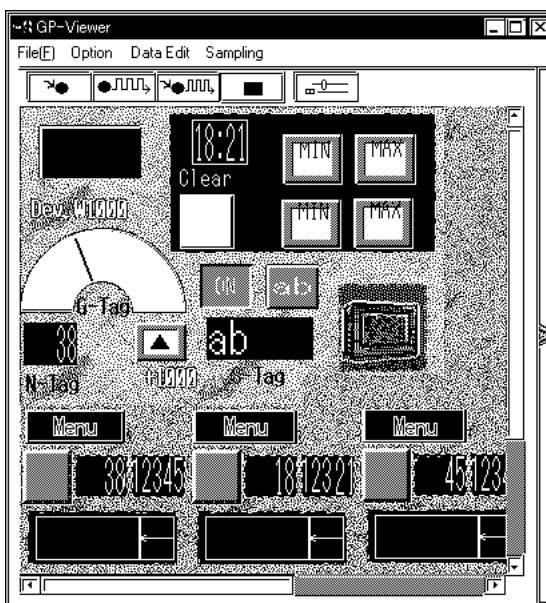 GP-Viewer
File(F) Option Data Edit Sampling
18:21
MIN MAX
Clear
MIN MAX
Dev:W1000
ON ab
G-Tag
38 ab
+1000 S-Tag
N-Tag
Menu Menu Menu
38 12345 18 12321 45 123